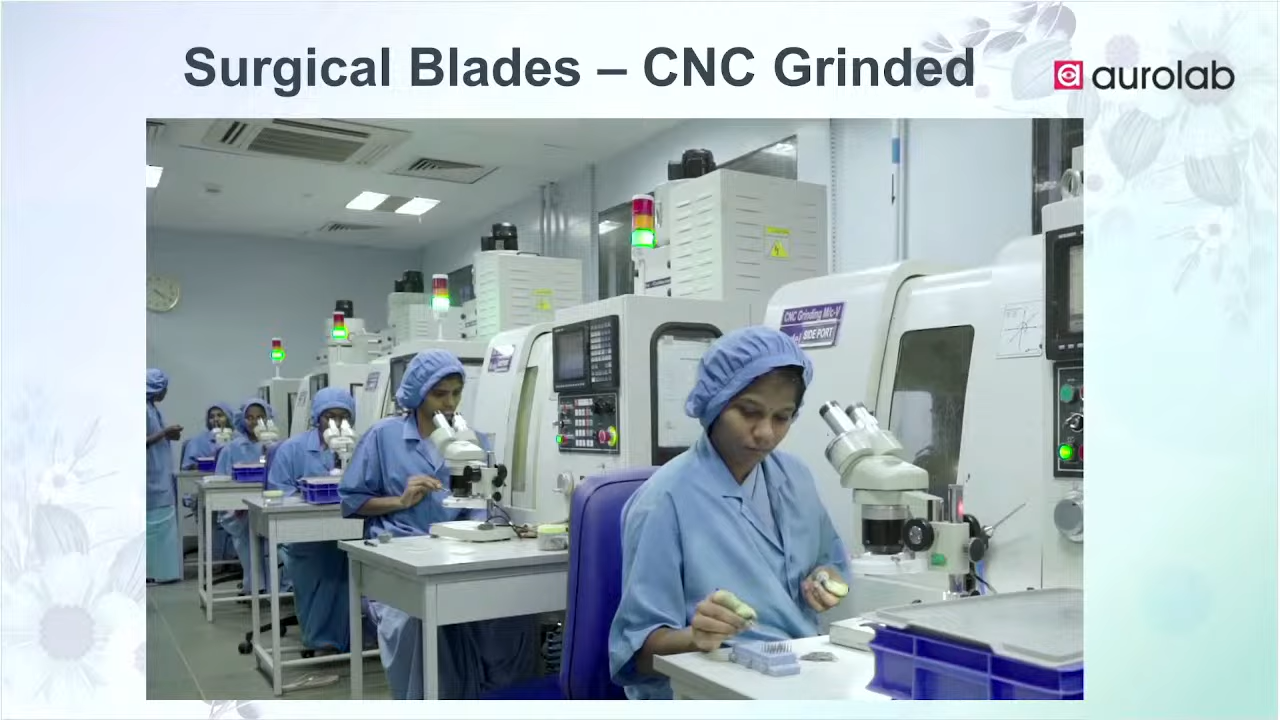 Surgical Blades – CNC Grinded
aurolab
CNC Grinding M/c-V
SIDE PORT